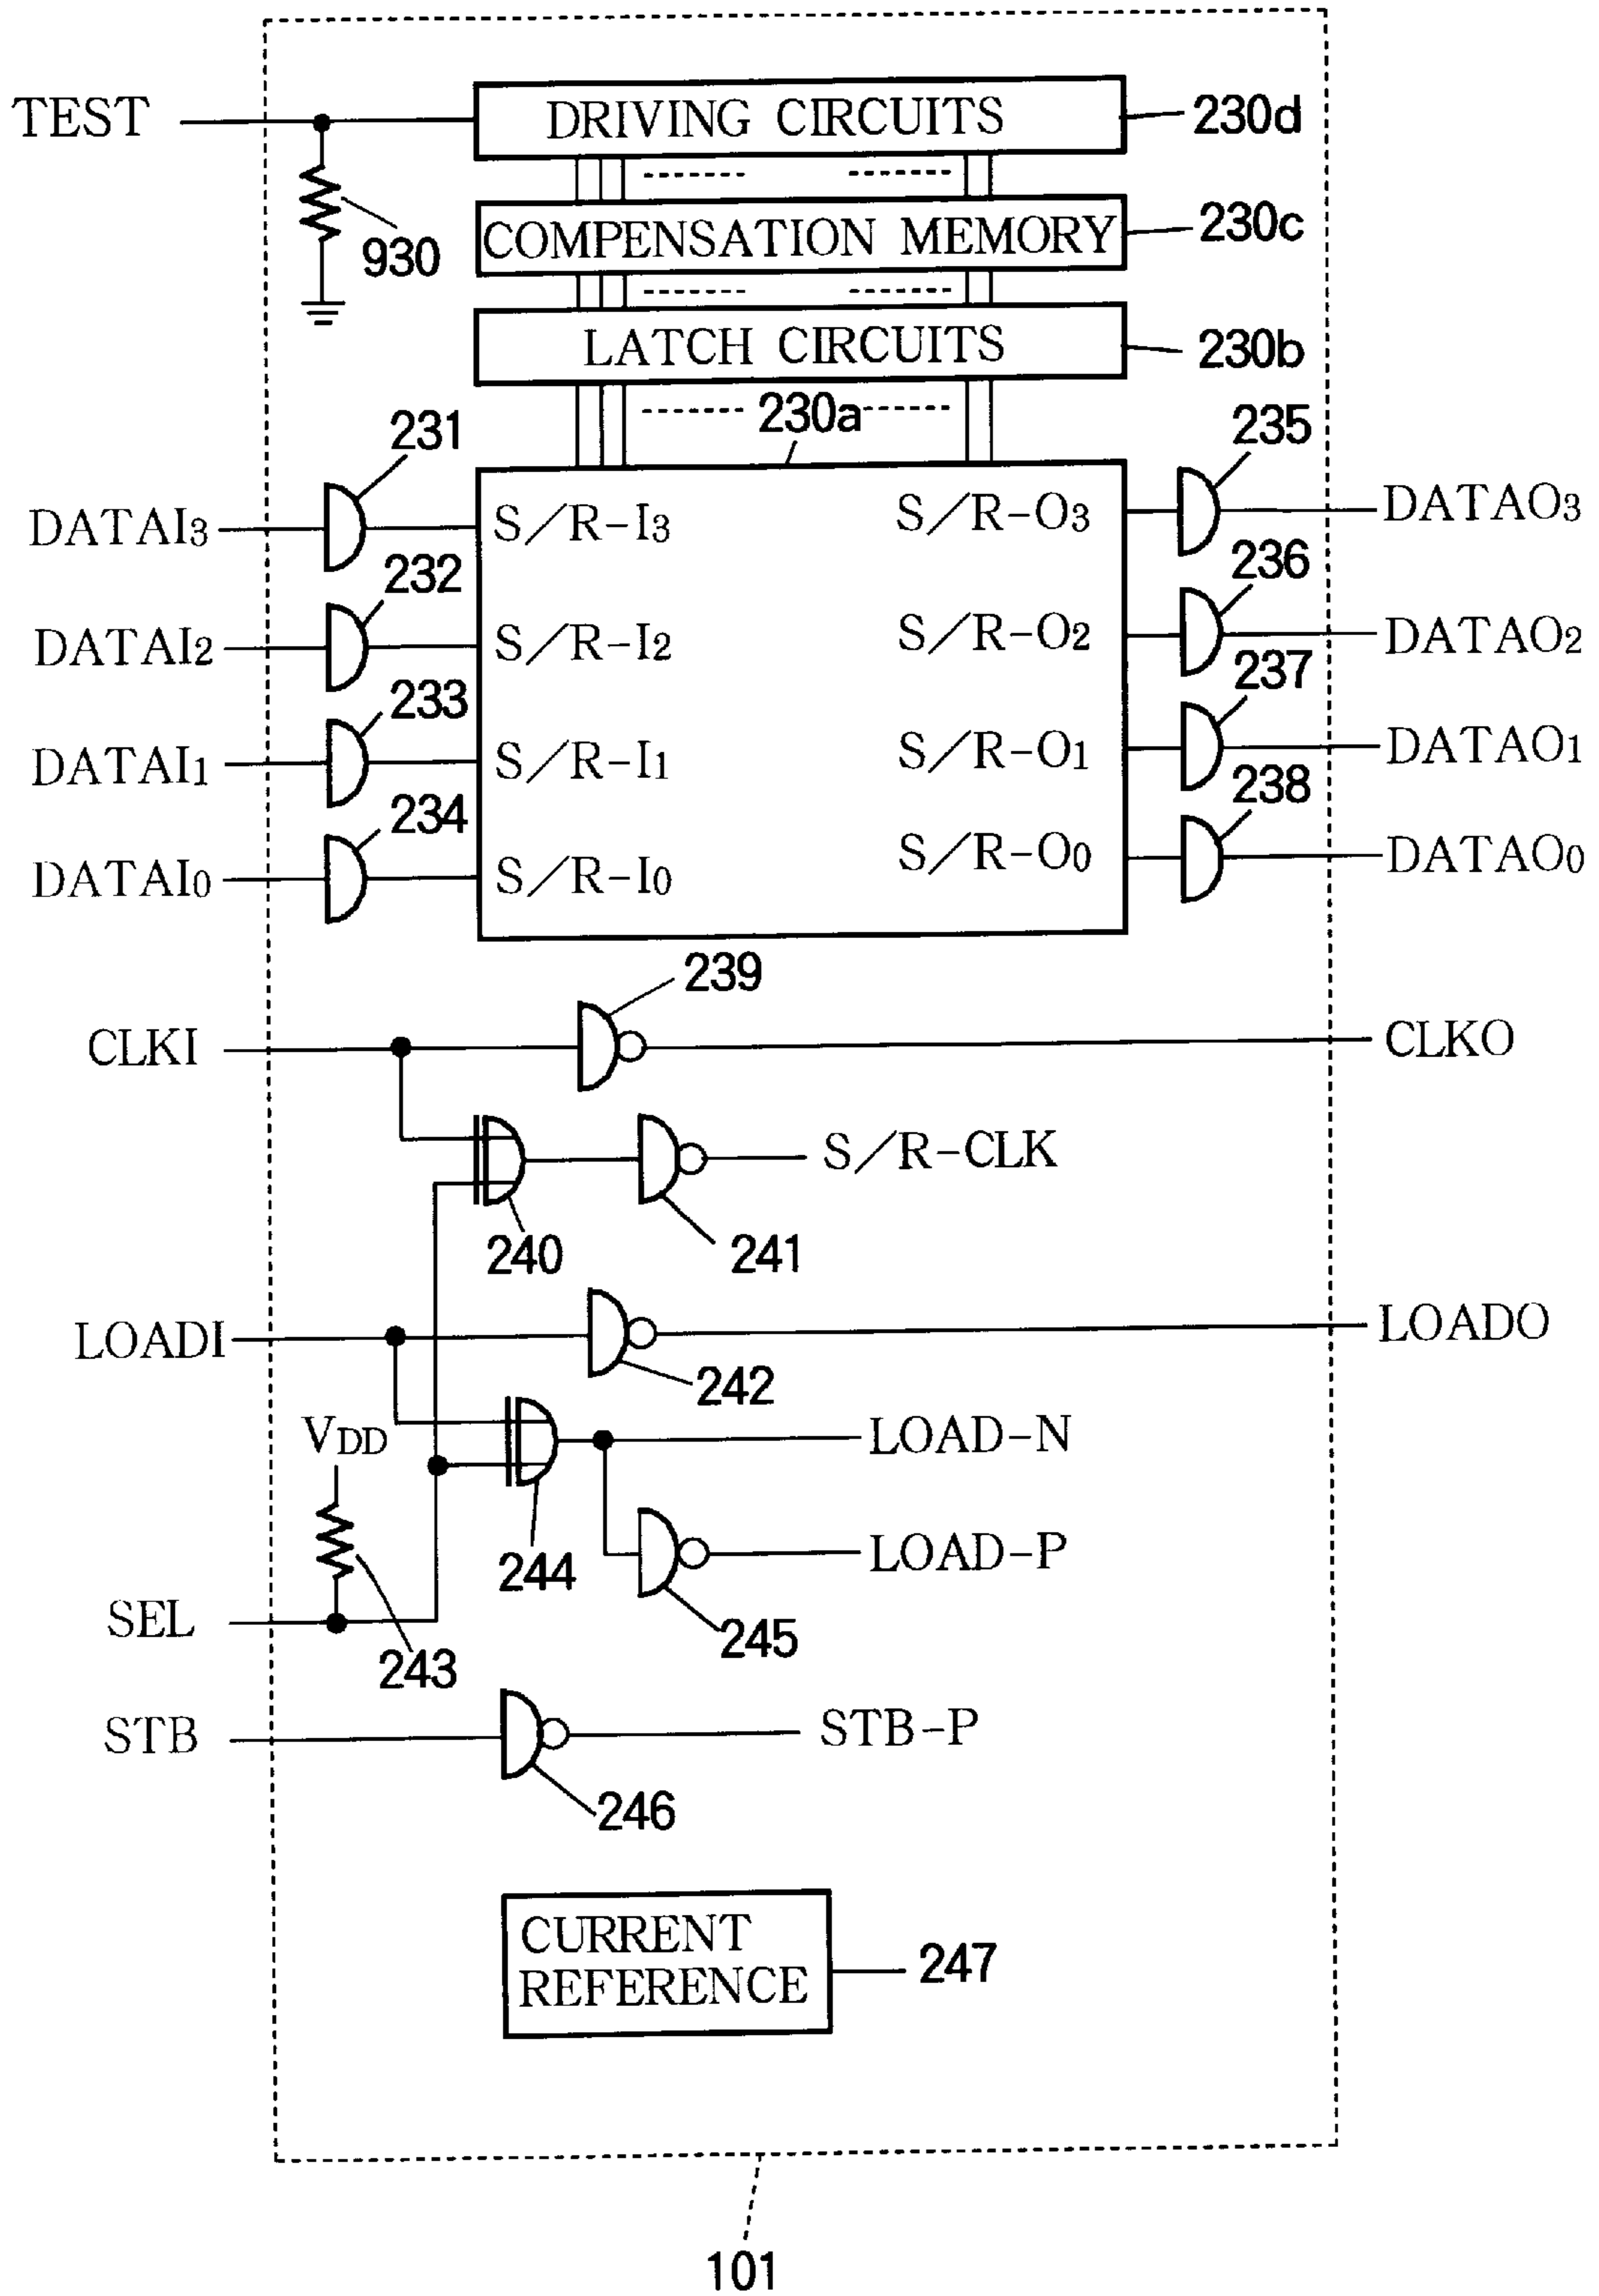 TEST
DRIVING CIRCUITS
230d
930
COMPENSATION MEMORY
230c
LATCH CIRCUITS
230b
230a
231
235
DATAI3
S/R-I3
S/R-O3
DATAO3
232
236
DATAI2
S/R-I2
S/R-O2
DATAO2
233
237
DATAI1
S/R-I1
S/R-O1
DATAO1
234
238
DATAI0
S/R-I0
S/R-O0
DATAO0
239
CLKI
CLKO
S/R-CLK
240
241
LOADI
LOADO
242
VDD
LOAD-N
244
LOAD-P
SEL
243
245
STB
STB-P
246
CURRENT
REFERENCE
247
101